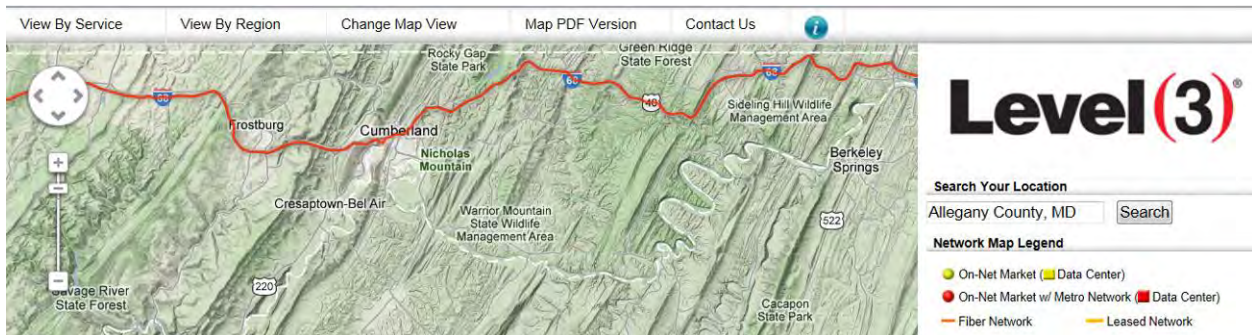 View By Service
View By Region
Change Map View
Map PDF Version
Contact Us
i
Rocky Gap
State Park
Green Ridge
State Forest
68
68
68
40
Sideling Hill Wildlife
Management Area
Frostburg
Cumberland
Nicholas
Mountain
Berkeley
Springs
Cresaptown-Bel Air
Warrior Mountain
State Wildlife
Management Area
522
220
Savage River
State Forest
Cacapon
State Park
Level(3)®
Search Your Location
Allegany County, MD
Search
Network Map Legend
On-Net Market (Data Center)
On-Net Market w/ Metro Network (Data Center)
Fiber Network
Leased Network